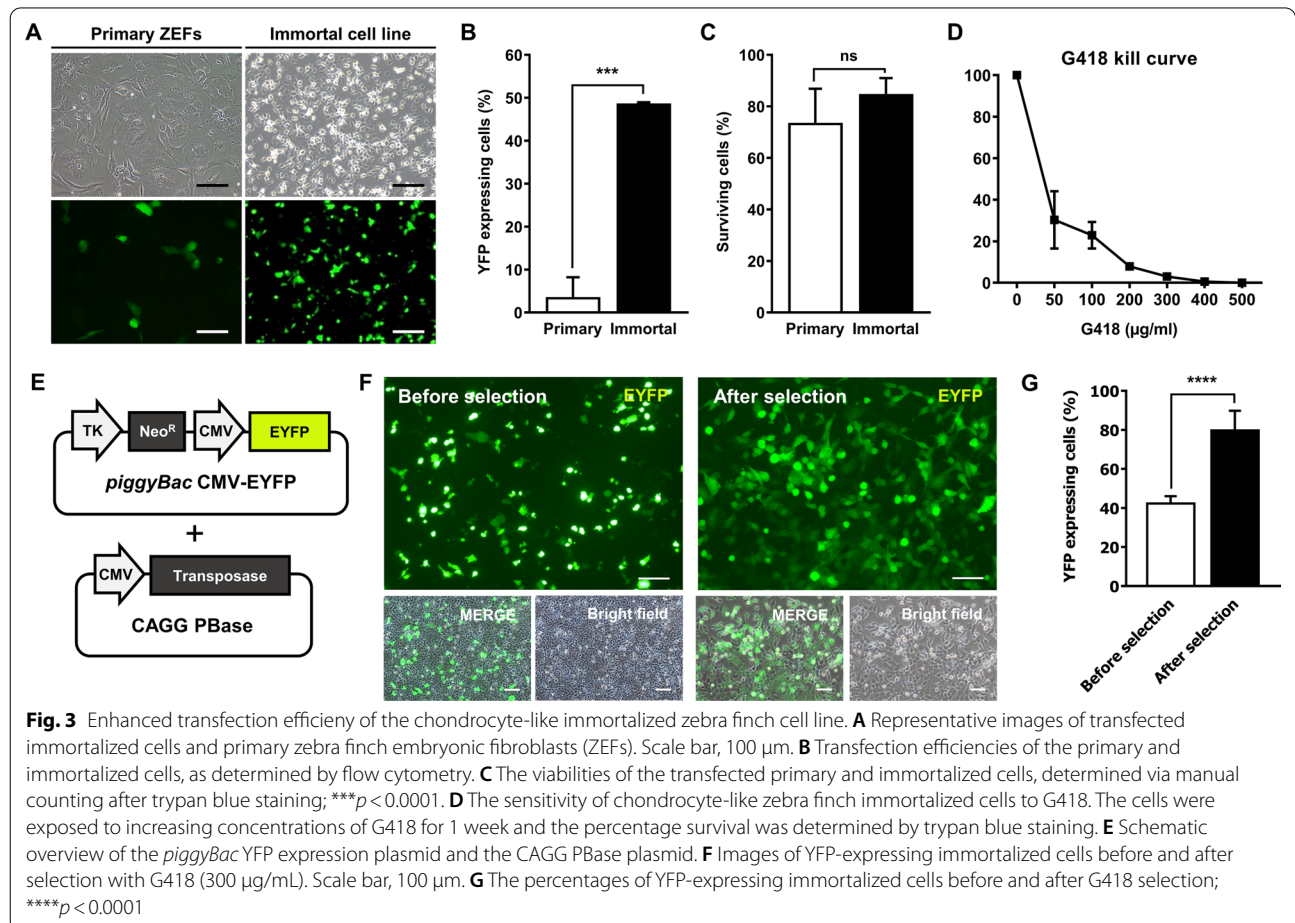 A
Primary ZEFs
Immortal cell line
B
YFP expressing cells (%)
60
50
40
30
20
10
0
***
Primary Immortal
C
Surviving cells (%)
100
80
60
40
20
0
ns
Primary Immortal
D
G418 kill curve
100
80
60
40
20
0
0 50 100 200 300 400 500
G418 (µg/ml)
E
TK Neoᴿ CMV EYFP
piggyBac CMV-EYFP
+
CMV Transposase
CAGG PBase
F
Before selection EYFP
After selection EYFP
MERGE
Bright field
MERGE
Bright field
G
YFP expressing cells (%)
100
80
60
40
20
0
****
Before selection
After selection
Fig. 3 Enhanced transfection efficieny of the chondrocyte-like immortalized zebra finch cell line. A Representative images of transfected
immortalized cells and primary zebra finch embryonic fibroblasts (ZEFs). Scale bar, 100 µm. B Transfection efficiencies of the primary and
immortalized cells, as determined by flow cytometry. C The viabilities of the transfected primary and immortalized cells, determined via manual
counting after trypan blue staining; ***p < 0.0001. D The sensitivity of chondrocyte-like zebra finch immortalized cells to G418. The cells were
exposed to increasing concentrations of G418 for 1 week and the percentage survival was determined by trypan blue staining. E Schematic
overview of the piggyBac YFP expression plasmid and the CAGG PBase plasmid. F Images of YFP-expressing immortalized cells before and after
selection with G418 (300 µg/mL). Scale bar, 100 µm. G The percentages of YFP-expressing immortalized cells before and after G418 selection;
****p < 0.0001